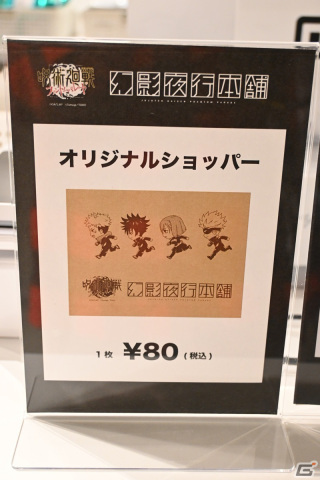 呪術廻戦
幻影夜行本舗
オリジナルショッパー
呪術廻戦
幻影夜行本舗
1枚 ¥80 (税込)